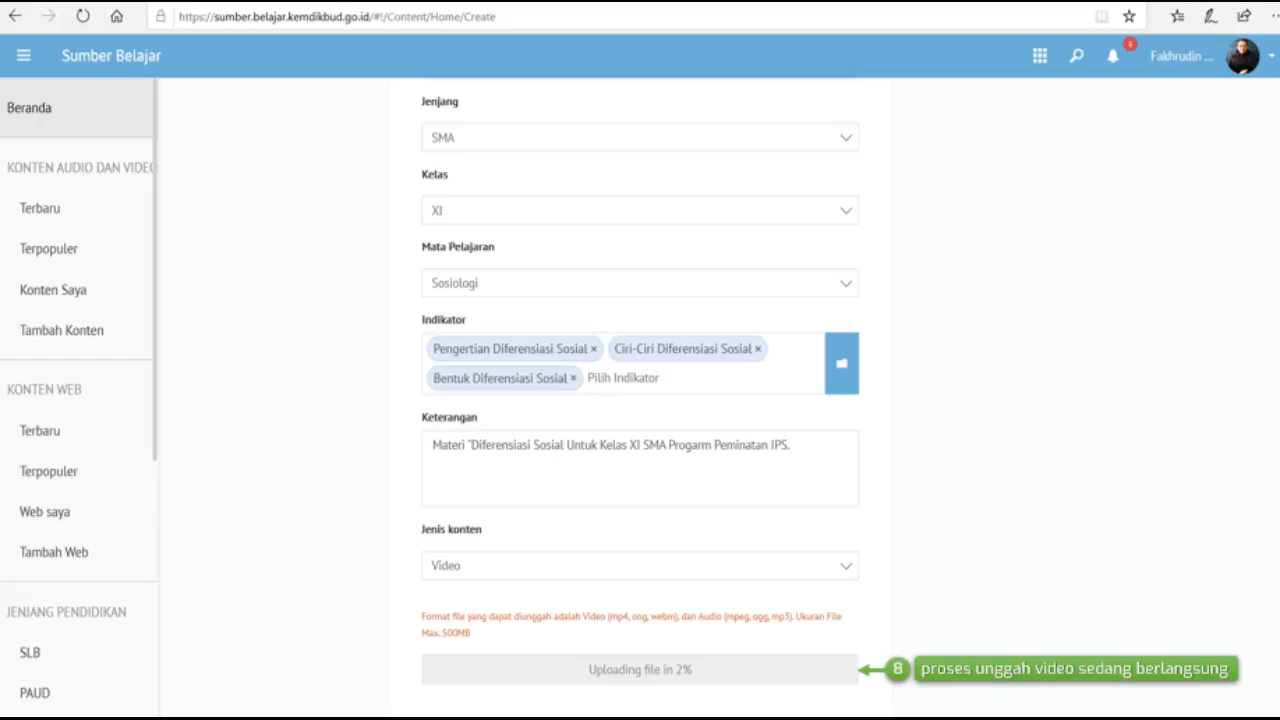 https://sumber.belajar.kemdikbud.go.id/#!/Content/Home/Create
Sumber Belajar
1
Fakhrudin ...
Beranda
KONTEN AUDIO DAN VIDEO
Terbaru
Terpopuler
Konten Saya
Tambah Konten
KONTEN WEB
Terbaru
Terpopuler
Web saya
Tambah Web
JENJANG PENDIDIKAN
SLB
PAUD
Jenjang
SMA
Kelas
XI
Mata Pelajaran
Sosiologi
Indikator
Pengertian Diferensiasi Sosial × Ciri-Ciri Diferensiasi Sosial ×
Bentuk Diferensiasi Sosial × Pilih Indikator
Keterangan
Materi "Diferensiasi Sosial Untuk Kelas XI SMA Progarm Peminatan IPS.
Jenis konten
Video
Format file yang dapat diunggah adalah Video (mp4, oog, webm), dan Audio (mpeg, ogg, mp3). Ukuran File
Max. 500MB
Uploading file in 2%
8 proses unggah video sedang berlangsung